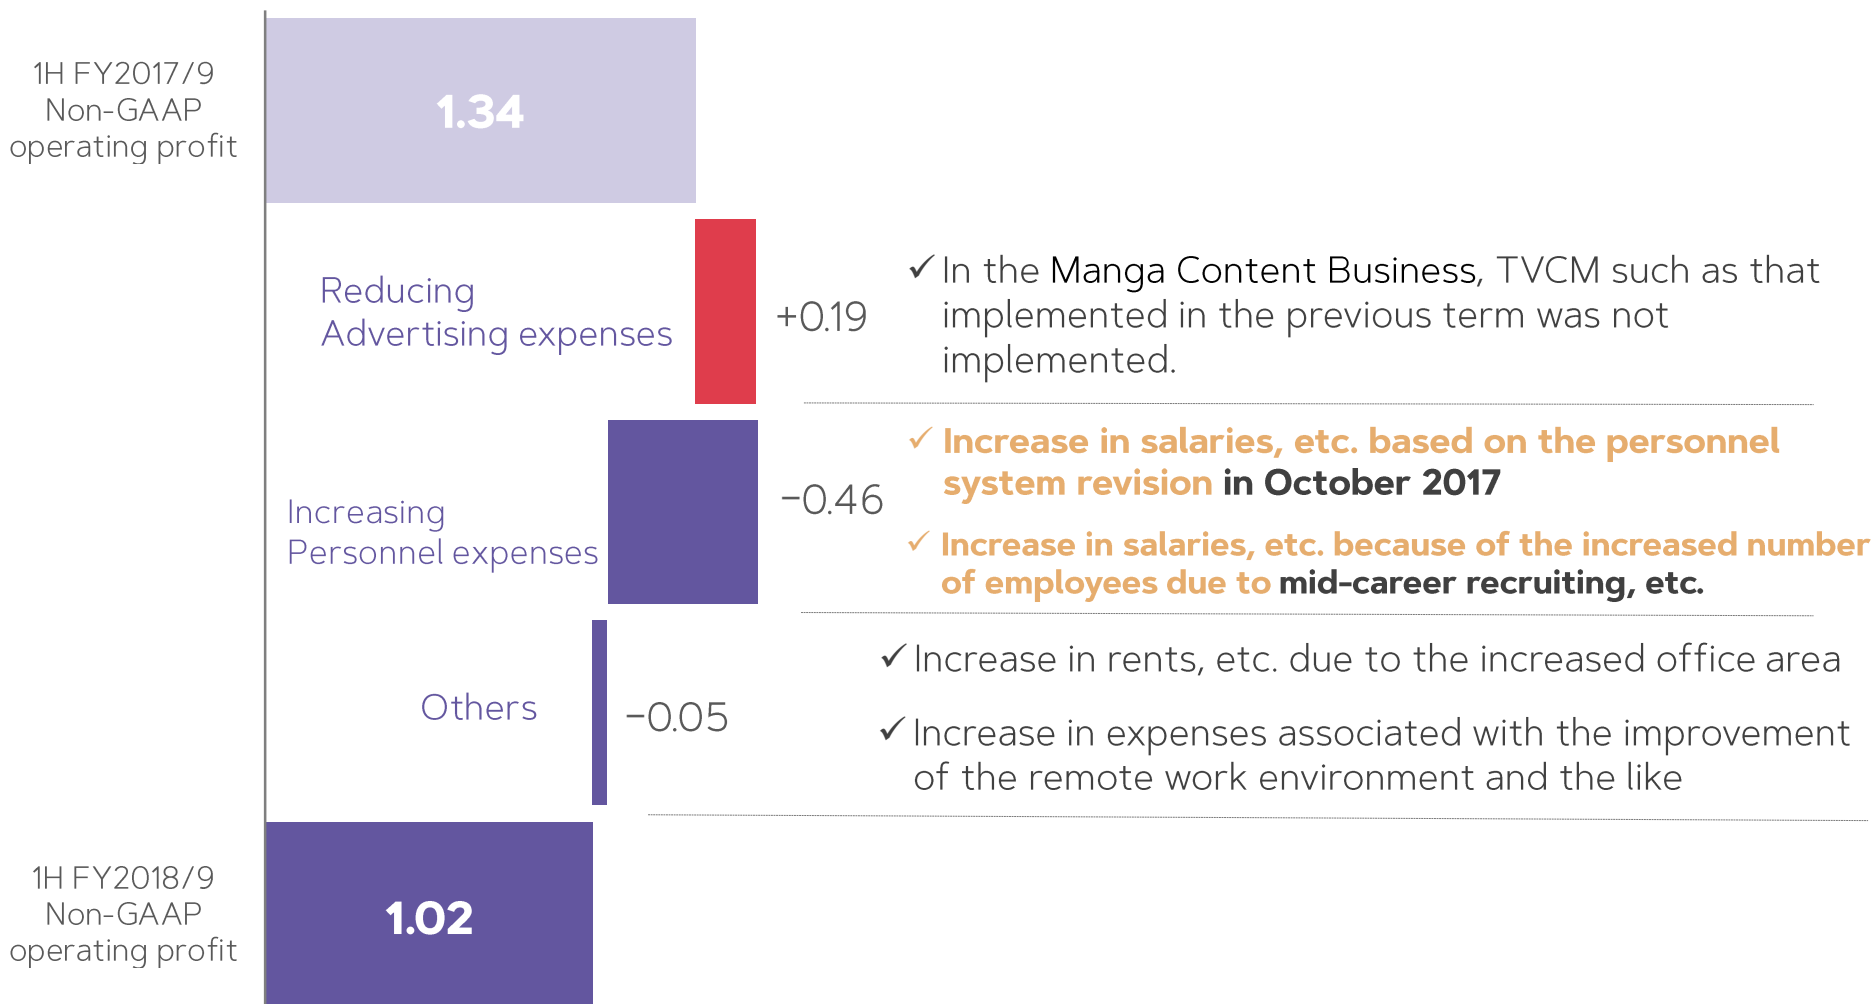 1H FY2017/9
Non-GAAP
operating profit
1.34
Reducing
Advertising expenses
+0.19
✓ In the Manga Content Business, TVCM such as that
implemented in the previous term was not
implemented.
Increasing
Personnel expenses
−0.46
✓ Increase in salaries, etc. based on the personnel
system revision in October 2017
✓ Increase in salaries, etc. because of the increased number
of employees due to mid-career recruiting, etc.
Others
−0.05
✓ Increase in rents, etc. due to the increased office area
✓ Increase in expenses associated with the improvement
of the remote work environment and the like
1H FY2018/9
Non-GAAP
operating profit
1.02